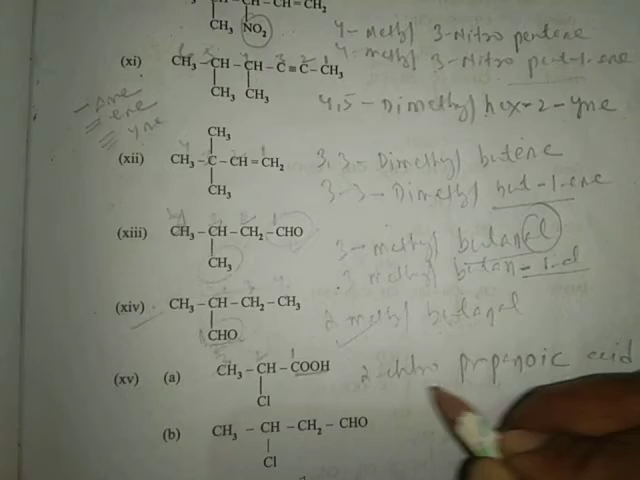 CH – CH – CH = CH₂
CH₃ NO₂ 4-Methyl 3-Nitro pentene
4-methyl 3-Nitro pent-1-ene
(xi) CH₃ – CH – CH – C ≡ C – CH₃
CH₃ CH₃
-ane
ene
yne
4,5-Dimethyl hex-2-yne
CH₃
(xii) CH₃ – C – CH = CH₂ 3,3-Dimethyl butene
CH₃ 3-3-Dimethyl but-1-ene
(xiii) CH₃ – CH – CH₂ – CHO 3-methyl butanal
CH₃ 3 methyl butan-1-al
(xiv) CH₃ – CH – CH₂ – CH₃ 2 methyl butanal
CHO
(xv) (a) CH₃ – CH – COOH 2-chloro propanoic acid
Cl
(b) CH₃ – CH – CH₂ – CHO
Cl